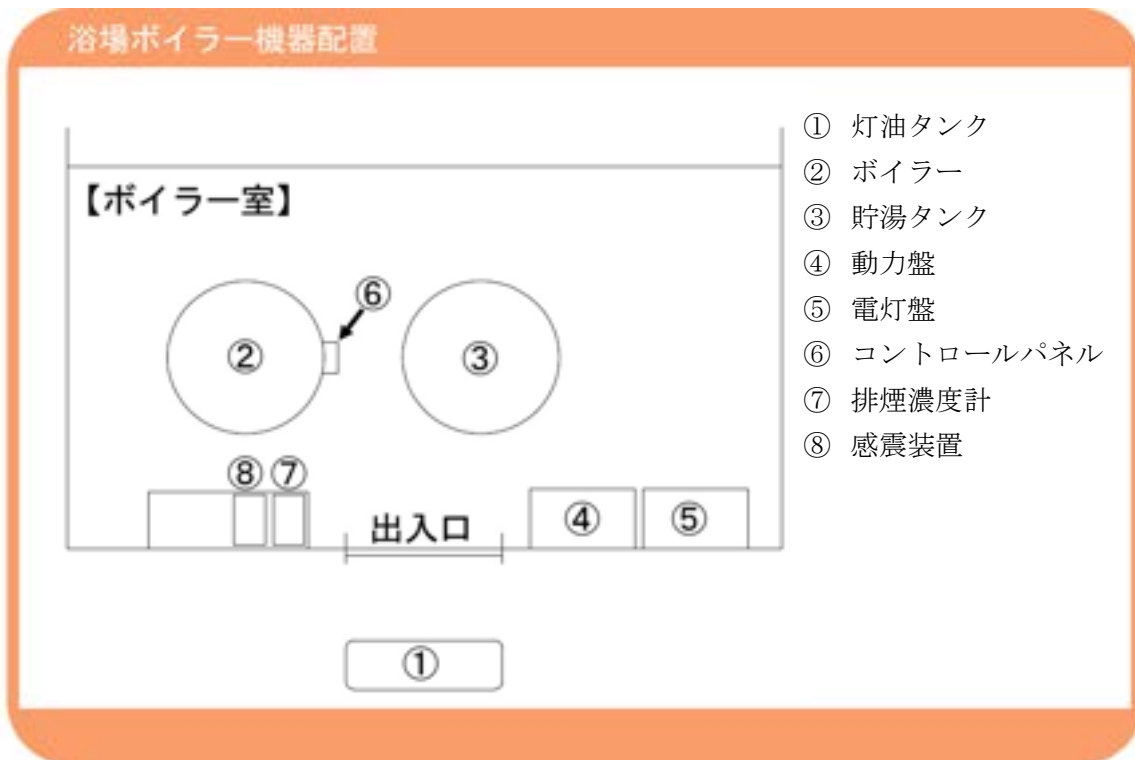 浴場ボイラー機器配置
【ボイラー室】
① 灯油タンク
② ボイラー
③ 貯湯タンク
④ 動力盤
⑤ 電灯盤
⑥ コントロールパネル
⑦ 排煙濃度計
⑧ 感震装置
⑥
② ③
⑧ ⑦
出入口 ④ ⑤
①